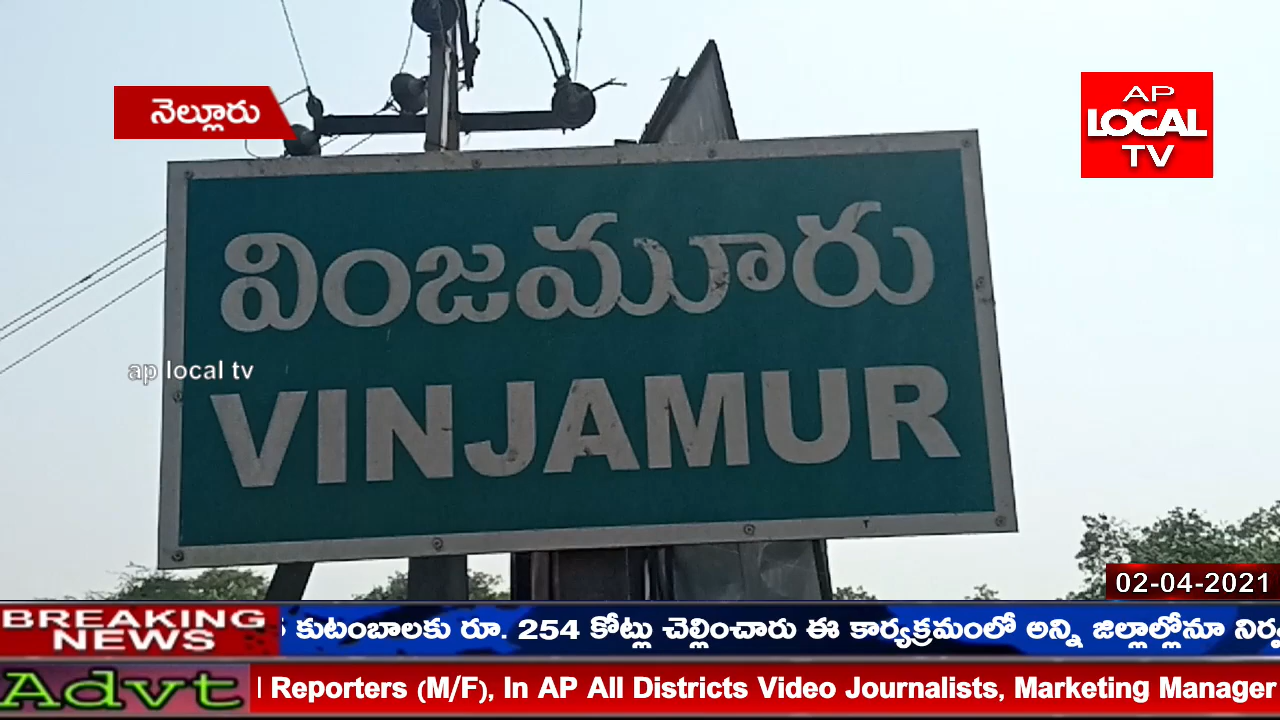 నెల్లూరు
AP
LOCAL
TV
వింజమూరు
ap local tv
VINJAMUR
02-04-2021
BREAKING
NEWS
కుటంబాలకు రూ. 254 కోట్లు చెల్లించారు ఈ కార్యక్రమంలో అన్ని జిల్లాల్లోనూ
Advt
Reporters (M/F), In AP All Districts Video Journalists, Marketing Manager